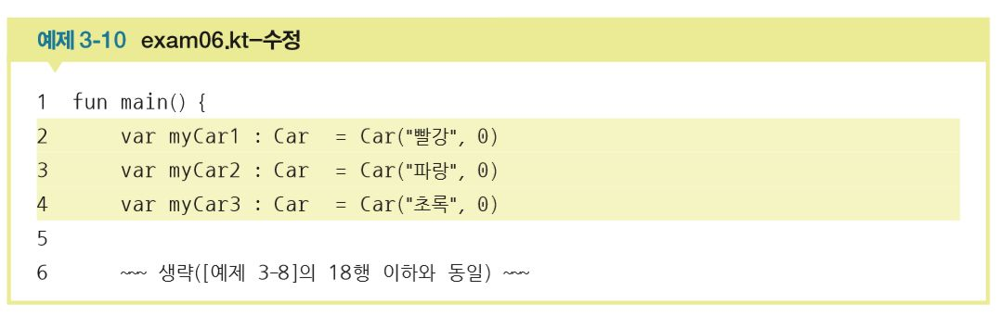 예제 3-10 exam06.kt-수정
1 fun main() {
2 var myCar1 : Car = Car("빨강", 0)
3 var myCar2 : Car = Car("파랑", 0)
4 var myCar3 : Car = Car("초록", 0)
5
6 ~~~ 생략([예제 3-8]의 18행 이하와 동일) ~~~